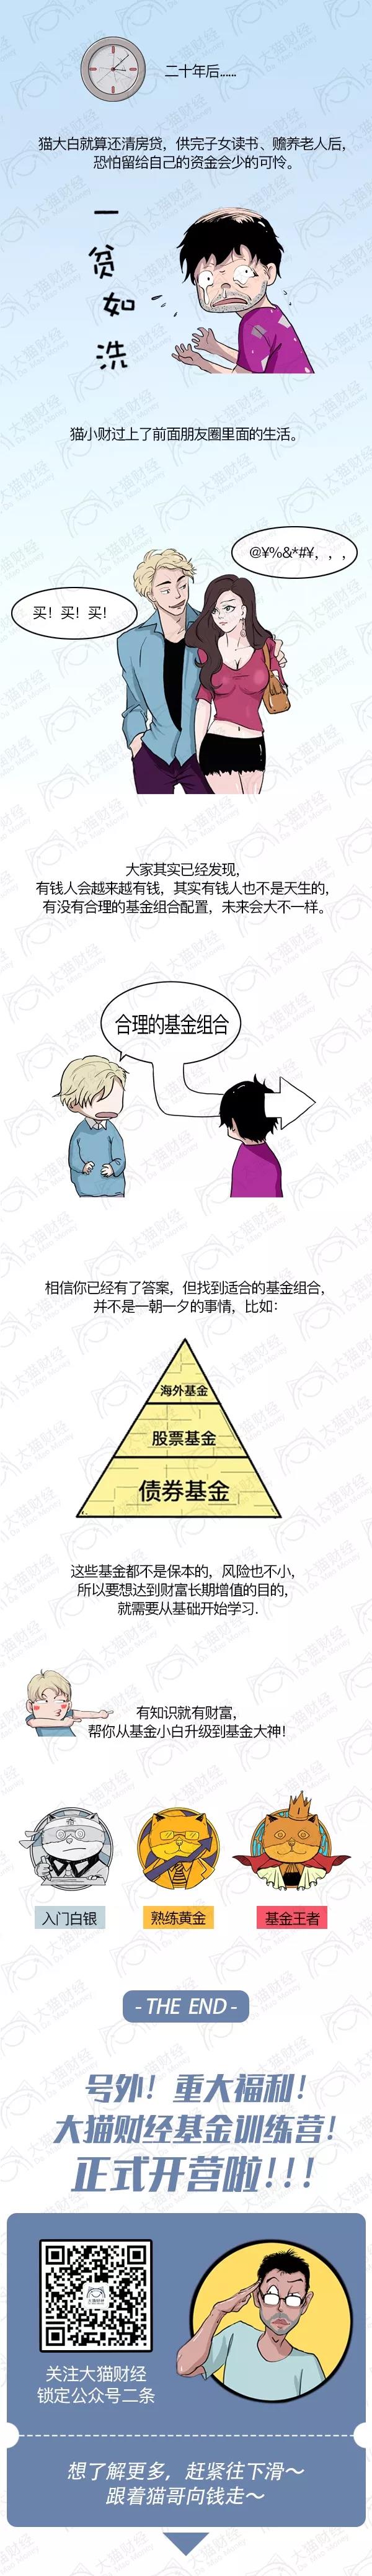 二十年后......
猫大白就算还清房贷，供完子女读书、赡养老人后，
恐怕留给自己的资金会少的可怜。
一
贫
如
洗
猫小财过上了前面朋友圈里面的生活。
@¥%&*#¥，，，
买！买！买！
大家其实已经发现，
有钱人会越来越有钱，其实有钱人也不是天生的，
有没有合理的基金组合配置，未来会大不一样。
合理的基金组合
相信你已经有了答案，但找到适合的基金组合，
并不是一朝一夕的事情，比如：
海外基金
股票基金
债券基金
这些基金都不是保本的，风险也不小，
所以要想达到财富长期增值的目的，
就需要从基础开始学习.
有知识就有财富，
帮你从基金小白升级到基金大神！
入门白银
熟练黄金
基金王者
- THE END -
号外！重大福利！
大猫财经基金训练营！
正式开营啦！！！
大猫财经
关注大猫财经
锁定公众号二条
想了解更多，赶紧往下滑～
跟着猫哥向钱走～